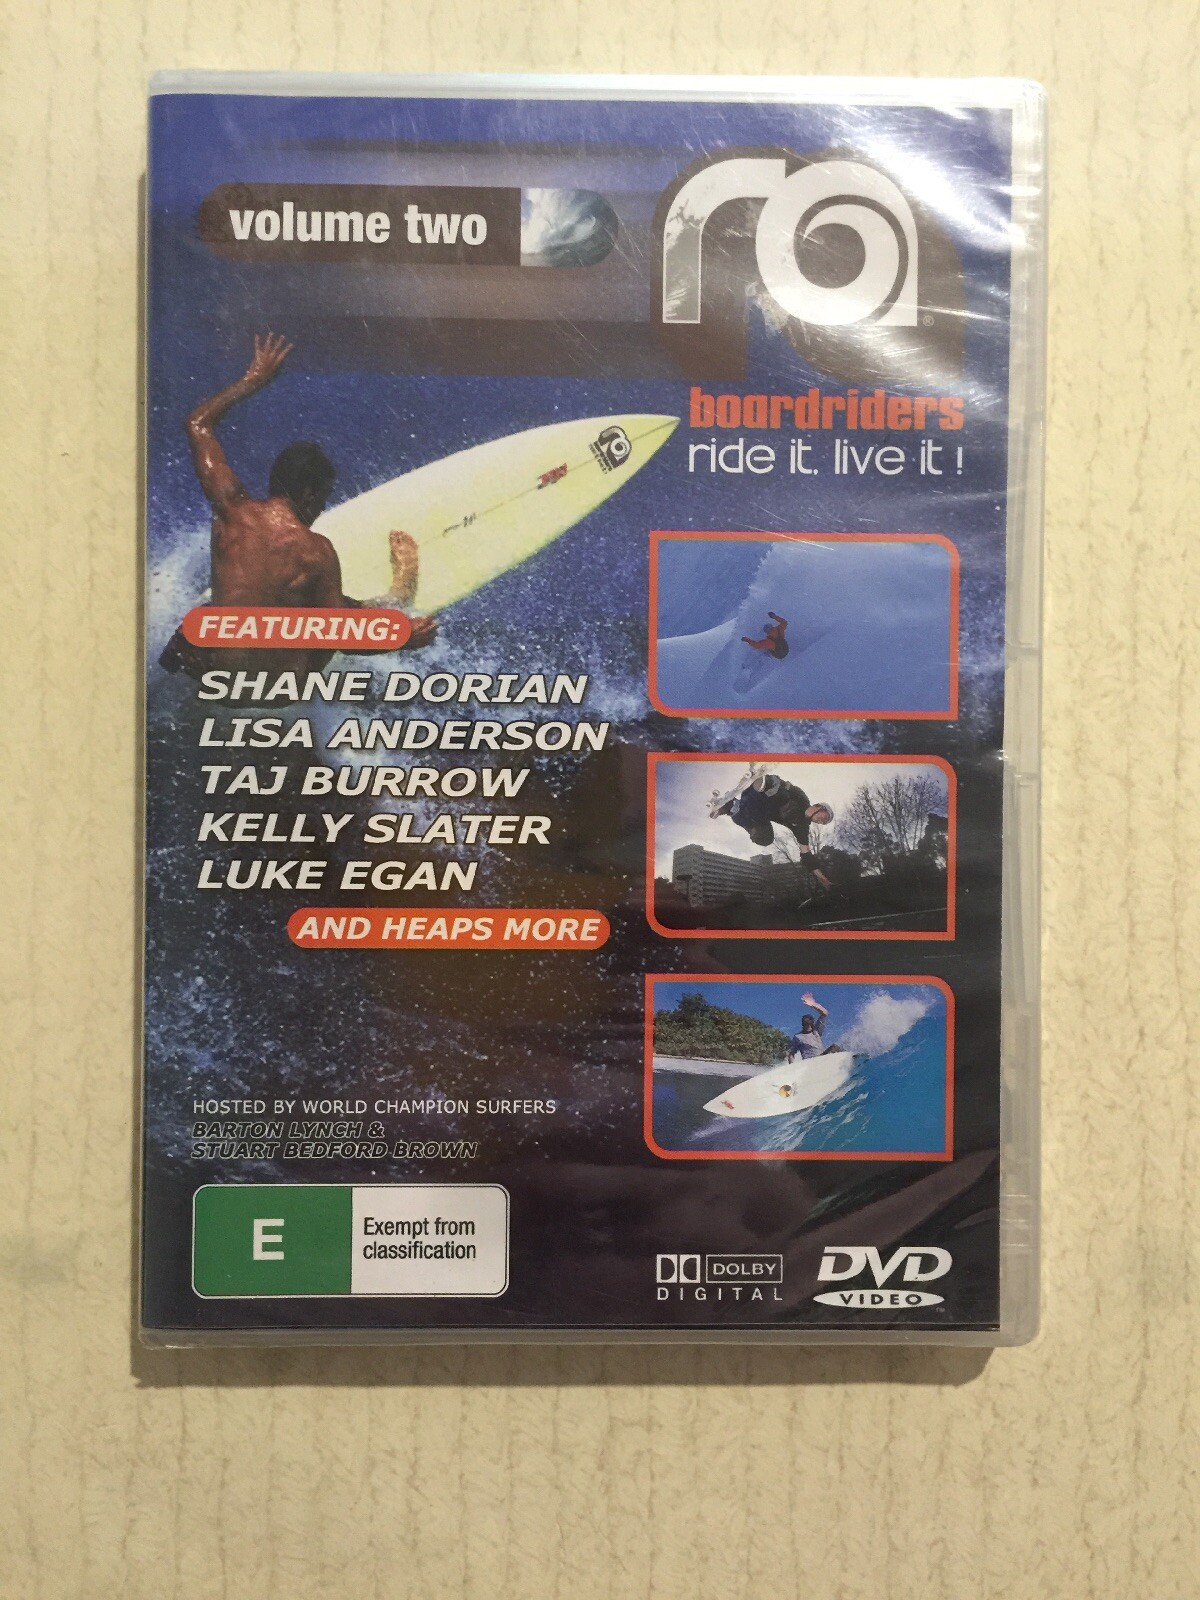 volume two
ra
®
boardriders
ride it. live it !
FEATURING:
SHANE DORIAN
LISA ANDERSON
TAJ BURROW
KELLY SLATER
LUKE EGAN
AND HEAPS MORE
HOSTED BY WORLD CHAMPION SURFERS
BARTON LYNCH &
STUART BEDFORD BROWN
E
Exempt from
classification
DOLBY
DIGITAL
DVD
VIDEO
TM